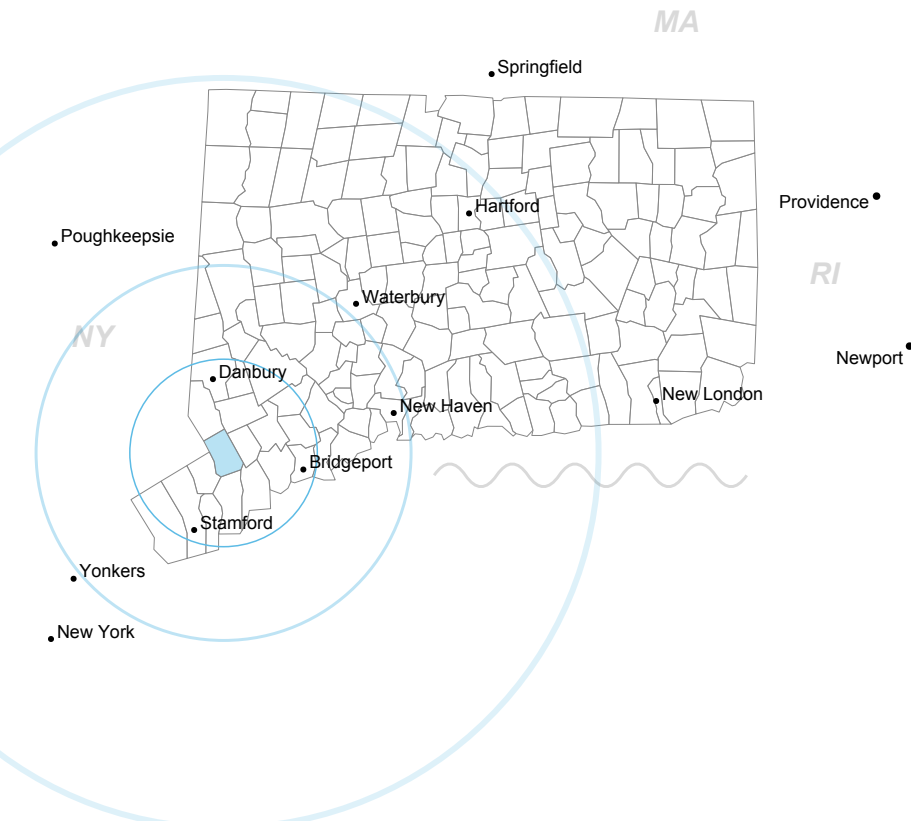 MA
Springfield
Providence
Hartford
Poughkeepsie
RI
Waterbury
NY
Newport
Danbury
New London
New Haven
Bridgeport
Stamford
Yonkers
New York